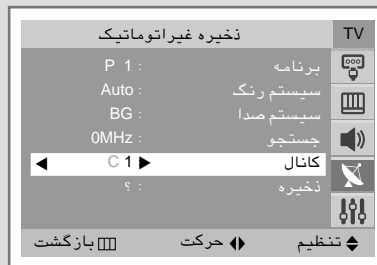 TV
ذخیره غیراتوماتیک
برنامه : P 1
سیستم رنگ : Auto
سیستم صدا : BG
جستجو : 0MHz
کانال ◀ C 1 ▶
ذخیره : ؟
تنظیم حرکت بازگشت